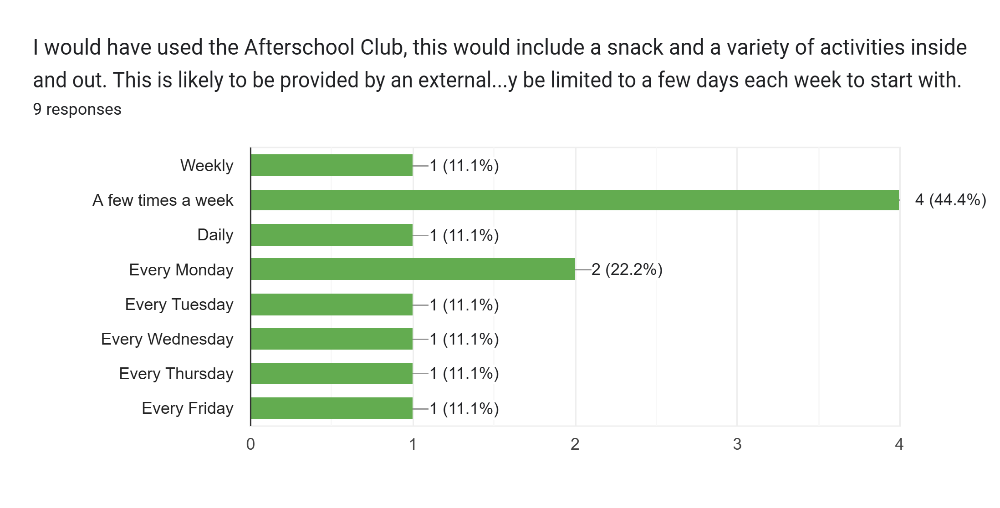 I would have used the Afterschool Club, this would include a snack and a variety of activities inside
and out. This is likely to be provided by an external...y be limited to a few days each week to start with.
9 responses
Weekly 1 (11.1%)
A few times a week 4 (44.4%)
Daily 1 (11.1%)
Every Monday 2 (22.2%)
Every Tuesday 1 (11.1%)
Every Wednesday 1 (11.1%)
Every Thursday 1 (11.1%)
Every Friday 1 (11.1%)
0 1 2 3 4